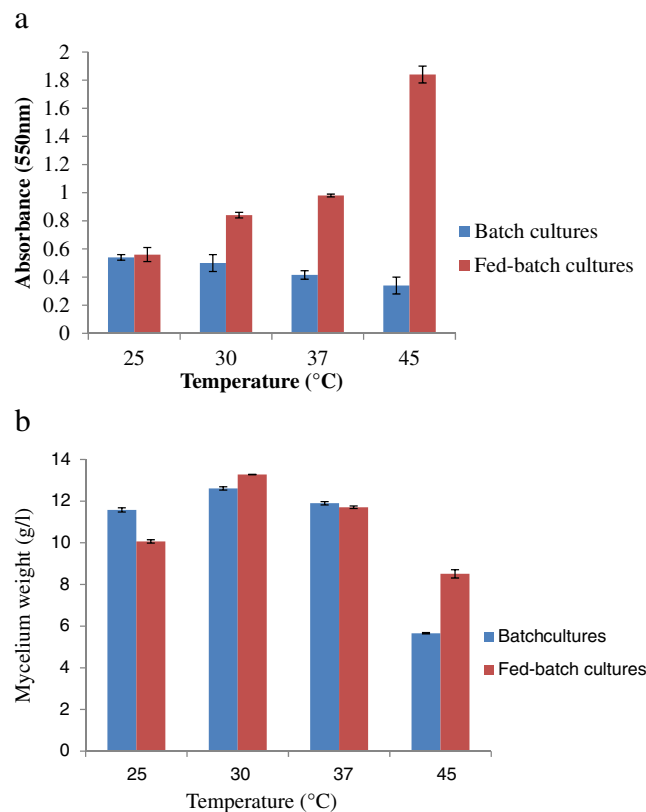 a
2
1.8
1.6
1.4
1.2
1
0.8
0.6
0.4
0.2
0
Absorbance (550nm)
25 30 37 45
Temperature (°C)
Batch cultures
Fed-batch cultures
b
14
12
10
8
6
4
2
0
Mycelium weight (g/l)
25 30 37 45
Temperature (°C)
Batchcultures
Fed-batch cultures